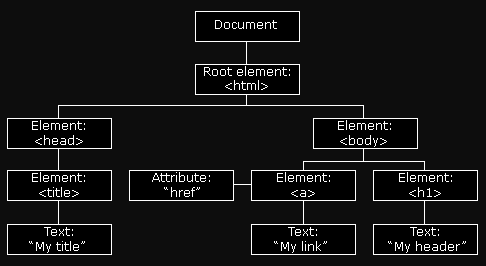 Document
Root element:
<html>
Element:
<head>
Element:
<body>
Element:
<title>
Attribute:
“href”
Element:
<a>
Element:
<h1>
Text:
“My title”
Text:
“My link”
Text:
“My header”